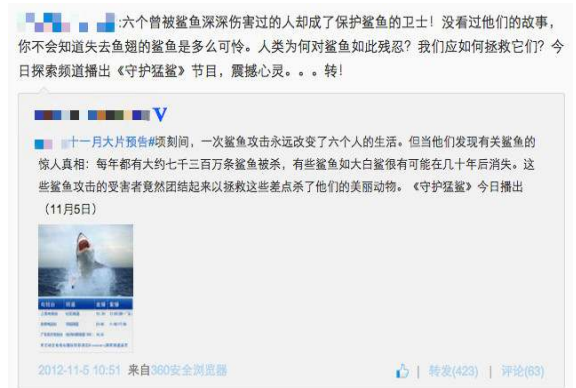 :六个曾被鲨鱼深深伤害过的人却成了保护鲨鱼的卫士！没看过他们的故事，
你不会知道失去鱼翅的鲨鱼是多么可怜。人类为何对鲨鱼如此残忍？我们应如何拯救它们？今
日探索频道播出《守护猛鲨》节目，震撼心灵。。。转！
V
十一月大片预告#顷刻间，一次鲨鱼攻击永远改变了六个人的生活。但当他们发现有关鲨鱼的
惊人真相：每年都有大约七千三百万条鲨鱼被杀，有些鲨鱼如大白鲨很有可能在几十年后消失。这
些鲨鱼攻击的受害者竟然团结起来以拯救这些差点杀了他们的美丽动物。《守护猛鲨》今日播出
（11月5日）
2012-11-5 10:51 来自360安全浏览器
| 转发(423) | 评论(63)